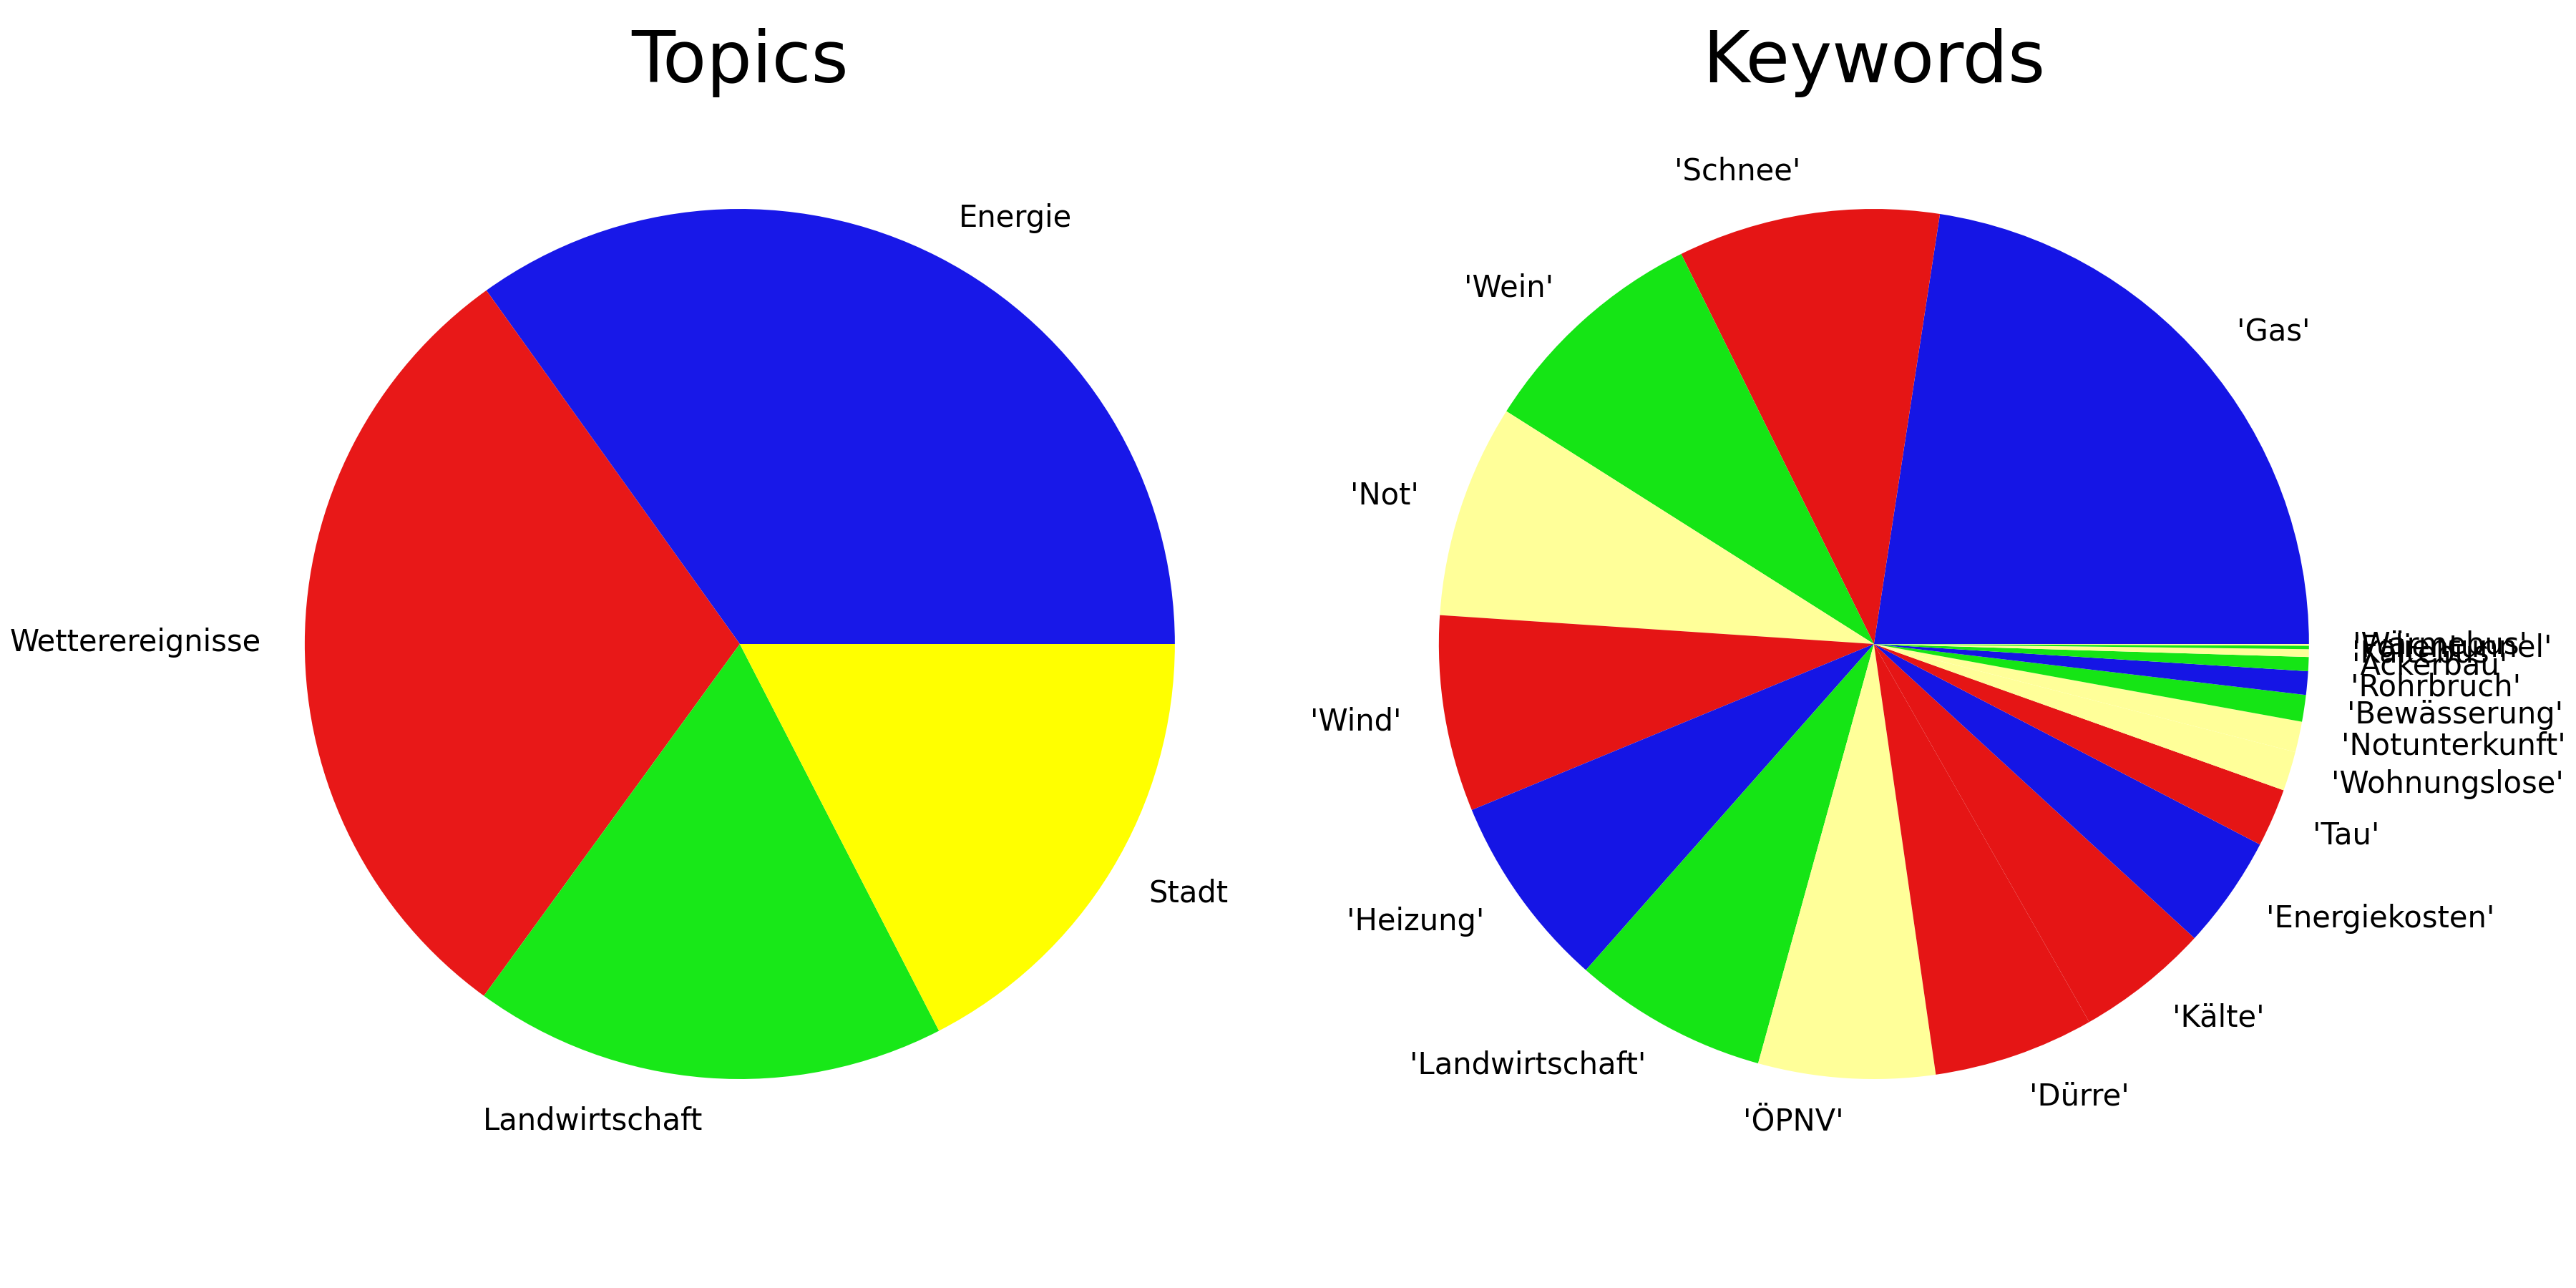 Topics
Energie
Wetterereignisse
Stadt
Landwirtschaft
Keywords
'Schnee'
'Gas'
'Wein'
'Not'
'Wind'
'Heizung'
'Landwirtschaft'
'ÖPNV'
'Dürre'
'Kälte'
'Energiekosten'
'Tau'
'Wohnungslose'
'Notunterkunft'
'Bewässerung'
'Rohrbruch'
'Ackerbau'
'Wärmebus'